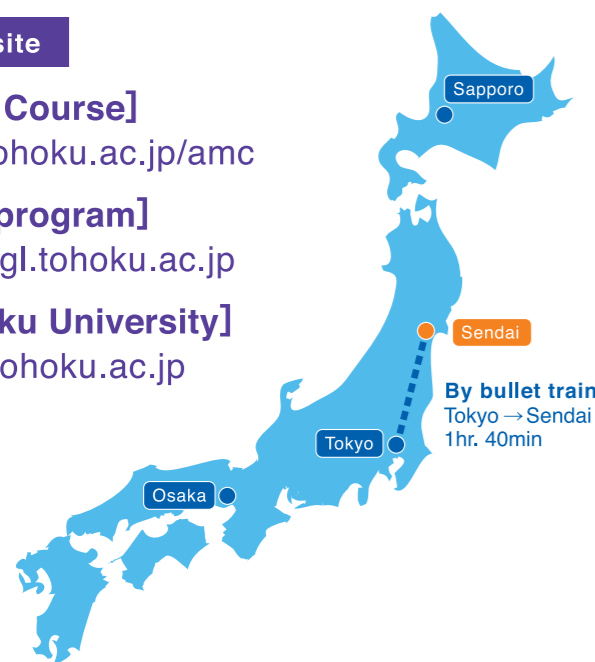 site
Course]
ohoku.ac.jp/amc
program]
gl.tohoku.ac.jp
ku University]
ohoku.ac.jp
Sapporo
Sendai
By bullet train
Tokyo → Sendai
1hr. 40min
Tokyo
Osaka